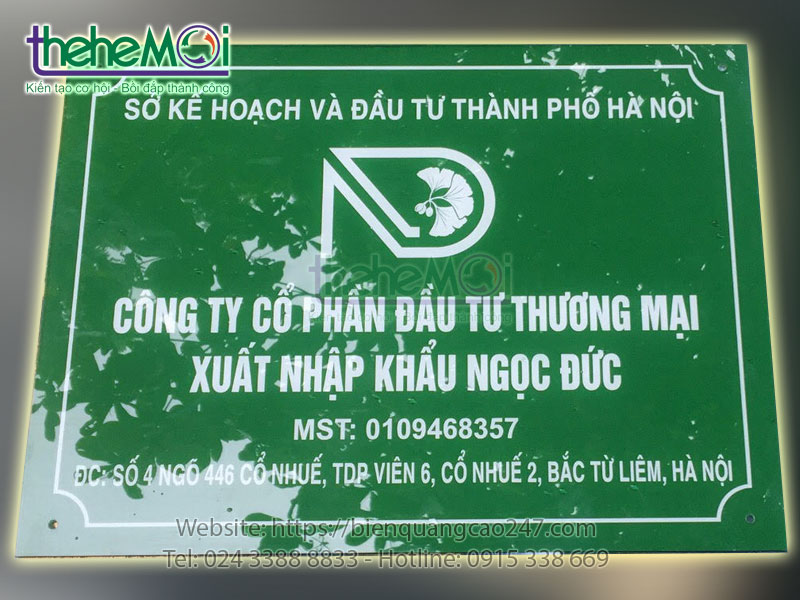 theheMOi
Kiến tạo cơ hội - Bồi đắp thành công
SỞ KẾ HOẠCH VÀ ĐẦU TƯ THÀNH PHỐ HÀ NỘI
thehemoi
CÔNG TY CỔ PHẦN ĐẦU TƯ THƯƠNG MẠI
XUẤT NHẬP KHẨU NGỌC ĐỨC
MST: 0109468357
ĐC: SỐ 4 NGÕ 446 CỔ NHUẾ, TDP VIÊN 6, CỔ NHUẾ 2, BẮC TỪ LIÊM, HÀ NỘI
Website: https://bienquangcao247.com
Tel: 024 3388 8833 - Hotline: 0915 338 669